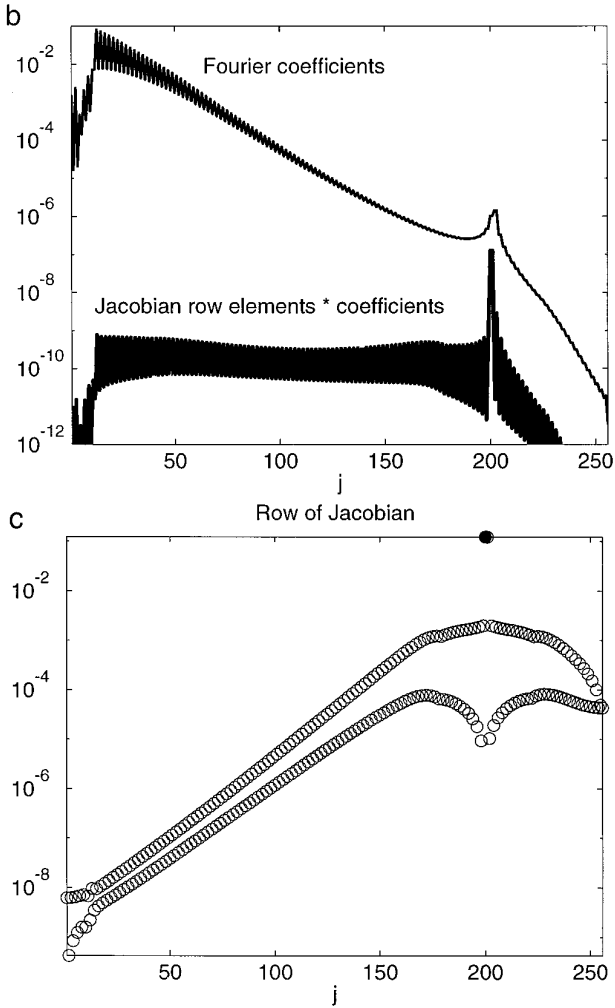 b
10^-2
Fourier coefficients
10^-4
10^-6
10^-8
Jacobian row elements * coefficients
10^-10
10^-12
50 100 150 200 250
j
c
Row of Jacobian
10^-2
10^-4
10^-6
10^-8
50 100 150 200 250
j